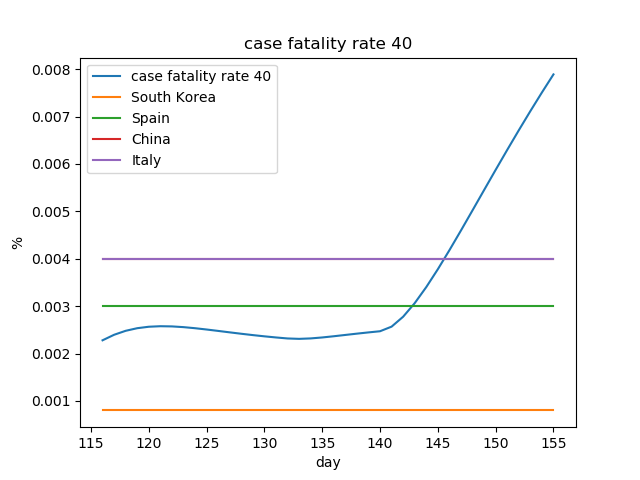 case fatality rate 40
case fatality rate 40
South Korea
Spain
China
Italy
0.008
0.007
0.006
0.005
0.004
0.003
0.002
0.001
%
115 120 125 130 135 140 145 150 155
day